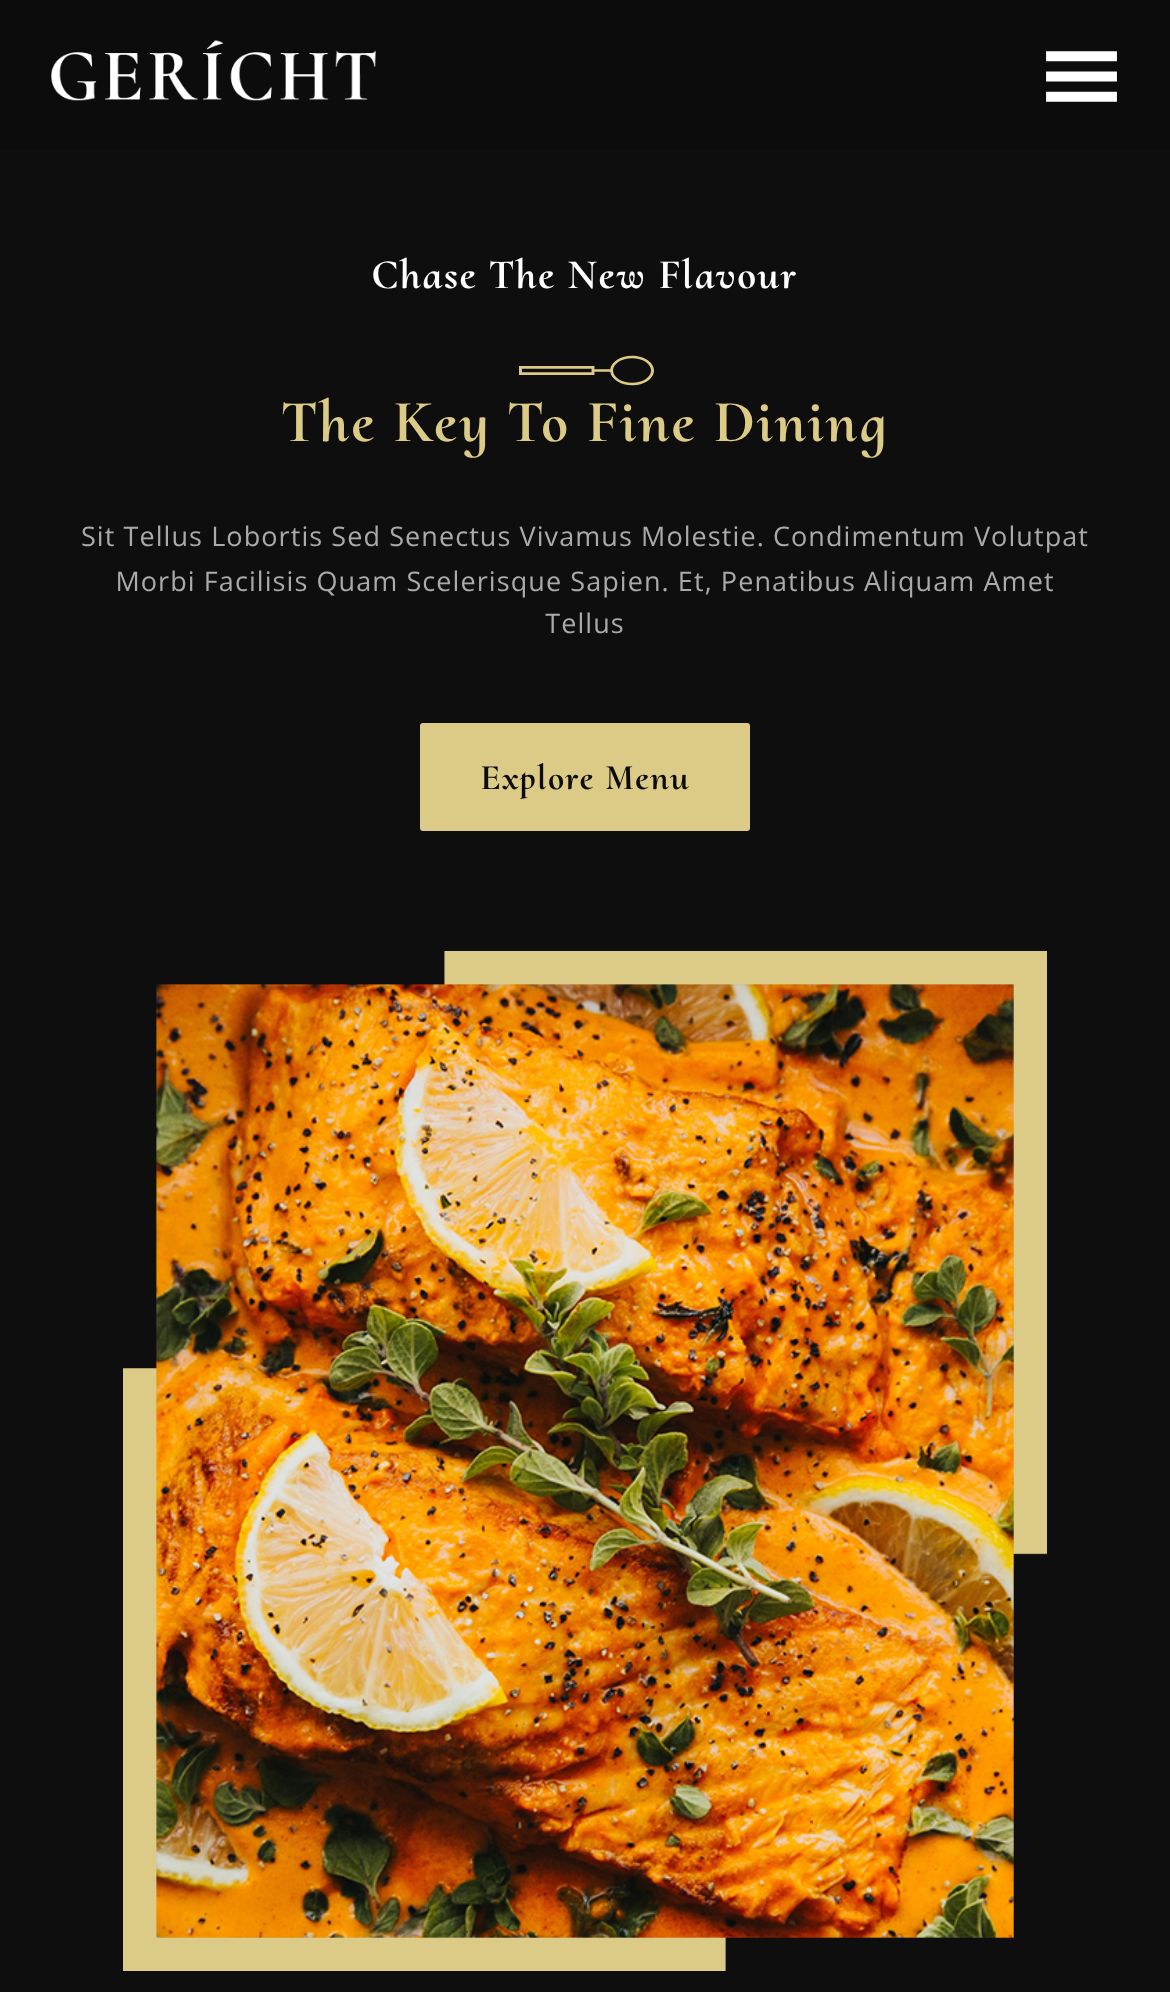 GERÍCHT
Chase The New Flavour
The Key To Fine Dining
Sit Tellus Lobortis Sed Senectus Vivamus Molestie. Condimentum Volutpat
Morbi Facilisis Quam Scelerisque Sapien. Et, Penatibus Aliquam Amet
Tellus
Explore Menu